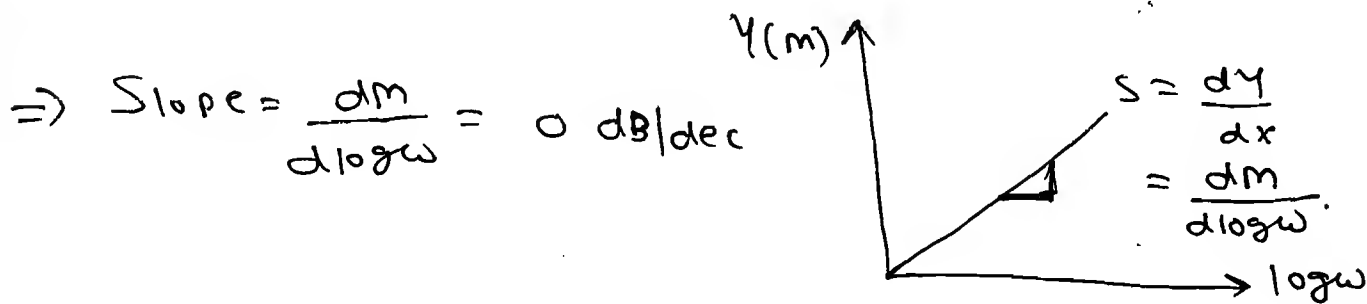 Y(m)
=> Slope = dm/dlogω = 0 dB/dec
S = dy/dx
= dm/dlogω.
logω